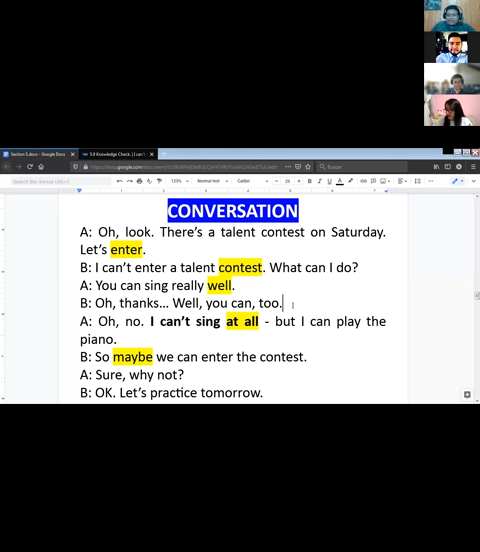 Section 5.docx - Google Docs
5.9 Knowledge Check, | I can't
Buscar
125%
Normal text
Calibri
CONVERSATION
A: Oh, look. There's a talent contest on Saturday.
Let's enter.
B: I can't enter a talent contest. What can I do?
A: You can sing really well.
B: Oh, thanks... Well, you can, too.
A: Oh, no. I can't sing at all - but I can play the
piano.
B: So maybe we can enter the contest.
A: Sure, why not?
B: OK. Let's practice tomorrow.